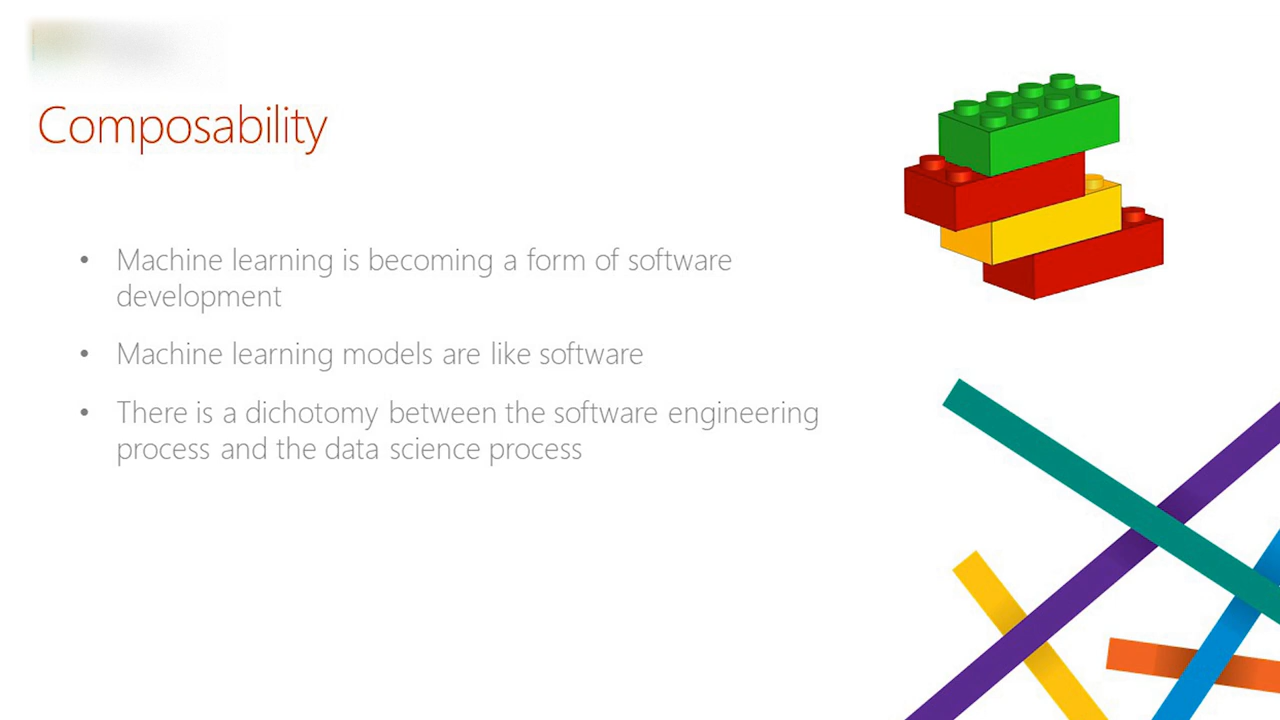 Composability
• Machine learning is becoming a form of software
development
• Machine learning models are like software
• There is a dichotomy between the software engineering
process and the data science process